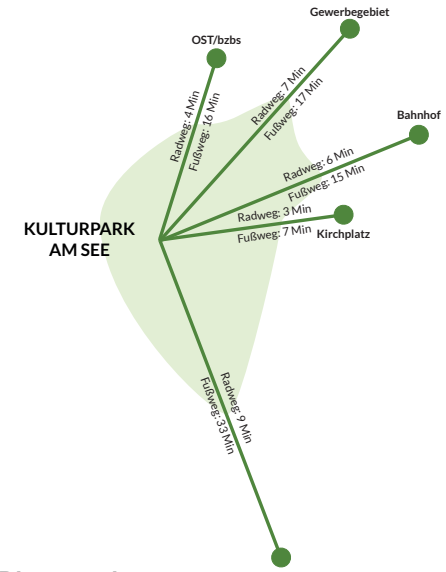 Gewerbegebiet
OST/bzbs
Radweg: 4 Min
Fußweg: 16 Min
Radweg: 7 Min
Fußweg: 17 Min
Bahnhof
Radweg: 6 Min
Fußweg: 15 Min
Radweg: 3 Min
Fußweg: 7 Min
Kirchplatz
KULTURPARK
AM SEE
Radweg: 9 Min
Fußweg: 33 Min